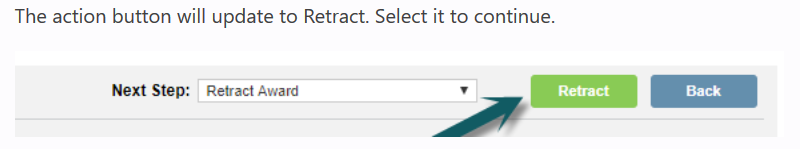 The action button will update to Retract. Select it to continue.
Next Step: Retract Award Retract Back